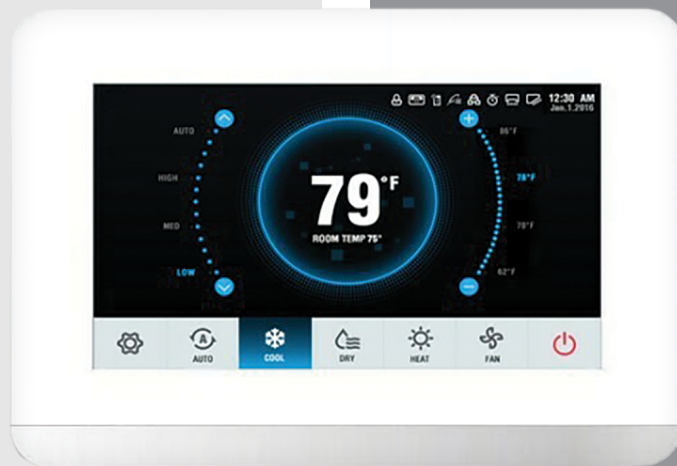 12:30 AM
Jan.1.2016
AUTO
HIGH
MED
LOW
79°F
ROOM TEMP 75°
86°F
78°F
70°F
62°F
A
AUTO
COOL
DRY
HEAT
FAN